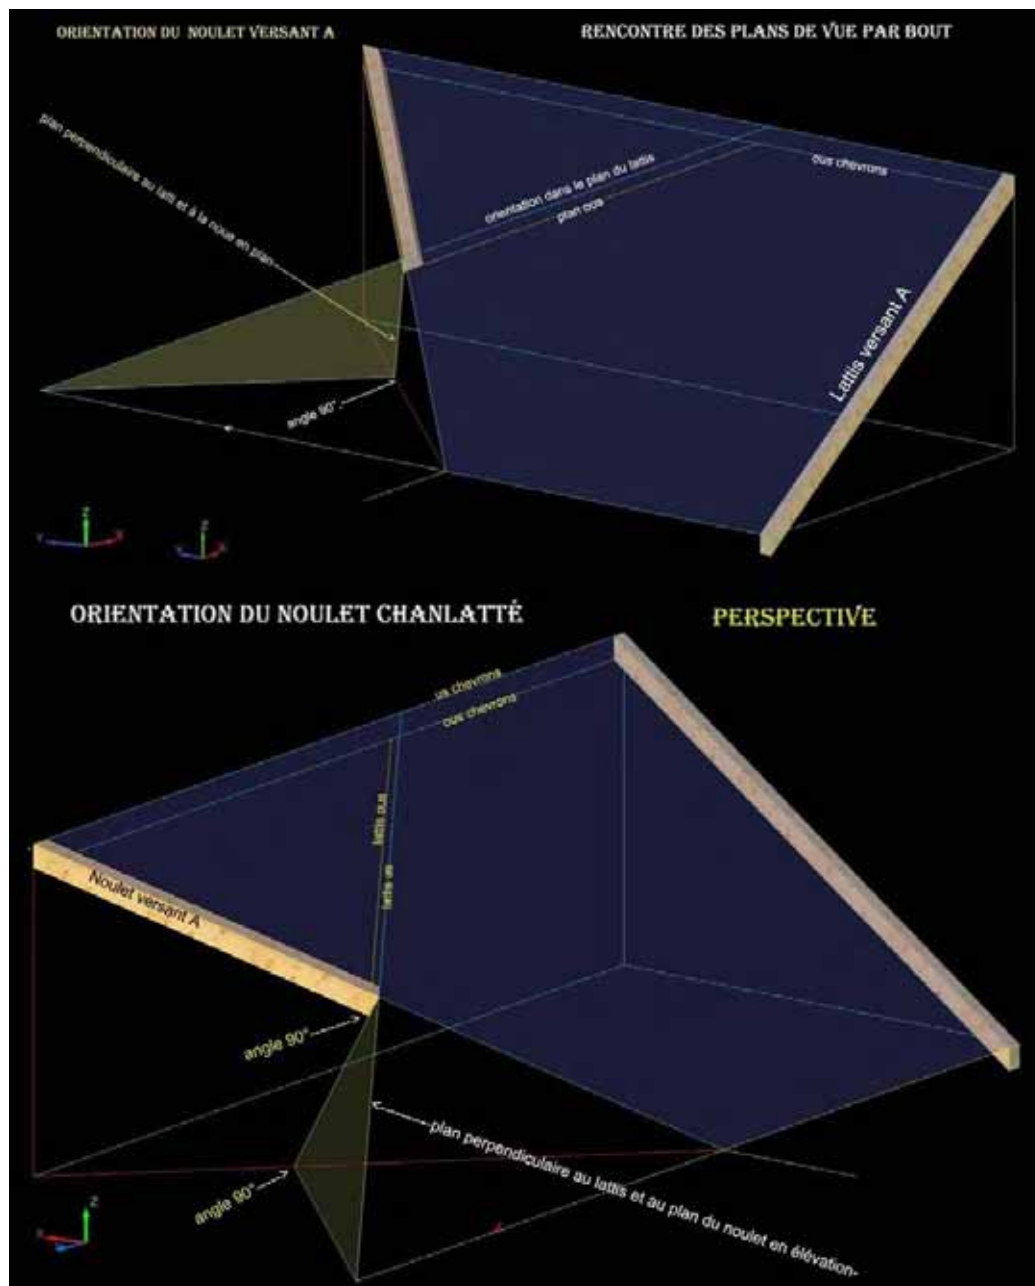 ORIENTATION DU NOULET VERSANT A
RENCONTRE DES PLANS DE VUE PAR BOUT
plan perpendiculaire au latti et à la noue en plan
orientation dans le plan du lattis
plan ous
ous chevrons
Lattis versant A
angle 90°
ORIENTATION DU NOULET CHANLATTÉ
PERSPECTIVE
us chevrons
ous chevrons
lattis ous
lattis us
Noulet versant A
angle 90°
plan perpendiculaire au lattis et au plan du noulet en élévation-
angle 90°
Z